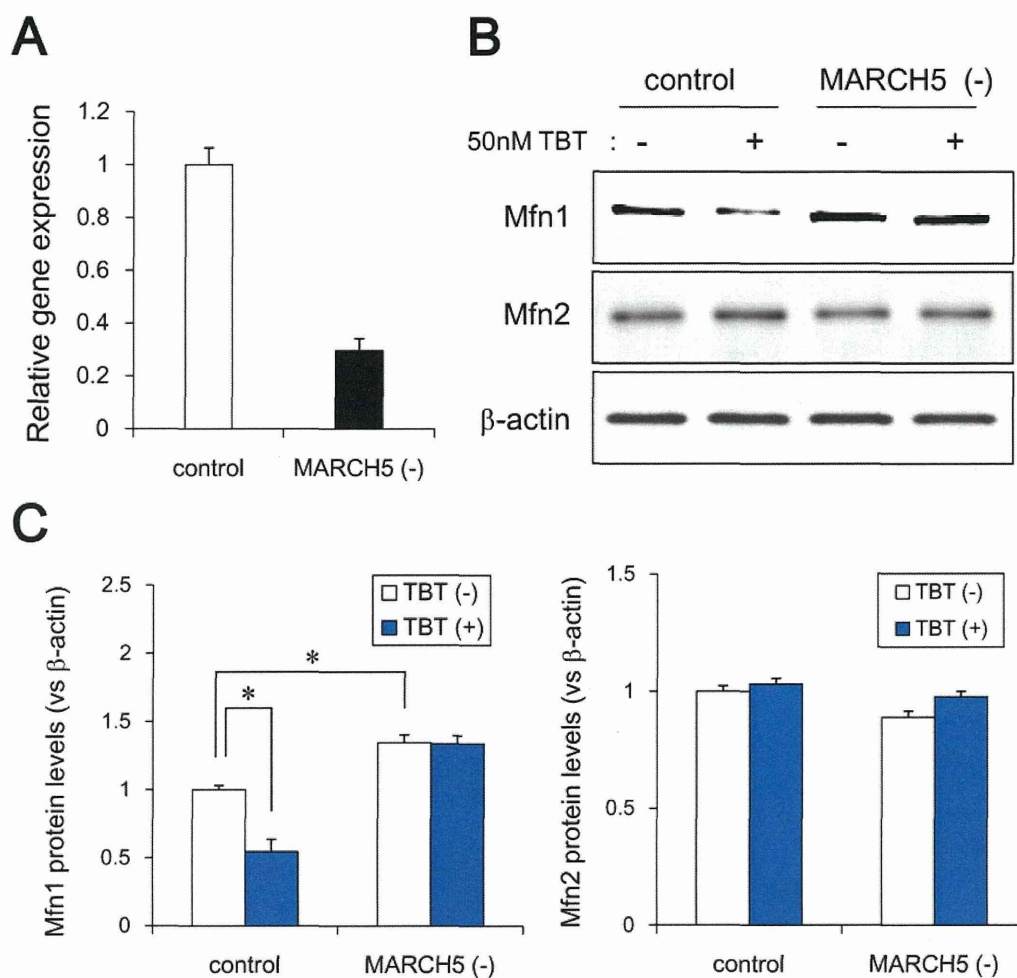 A
Relative gene expression
1.2
1
0.8
0.6
0.4
0.2
0
control MARCH5 (-)
B
control MARCH5 (-)
50nM TBT : - + - +
Mfn1
Mfn2
β-actin
C
Mfn1 protein levels (vs β-actin)
2.5
2
1.5
1
0.5
0
TBT (-)
TBT (+)
*
*
control MARCH5 (-)
Mfn2 protein levels (vs β-actin)
1.5
1
0.5
0
TBT (-)
TBT (+)
control MARCH5 (-)